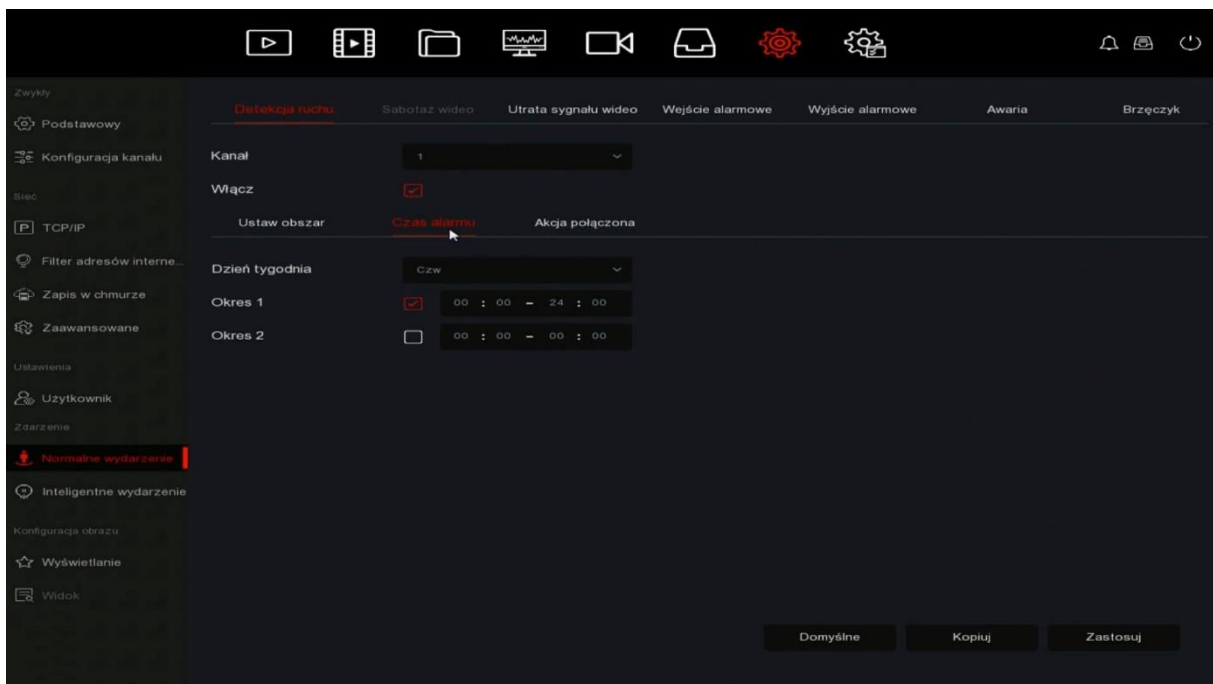 Zwykły
Podstawowy
Konfiguracja kanału
Sieć
P TCP/IP
Filter adresów interne...
Zapis w chmurze
Zaawansowane
Ustawienia
Użytkownik
Zdarzenie
Normalne wydarzenie
Inteligentne wydarzenie
Konfiguracja obrazu
Wyświetlanie
Widok
Detekcja ruchu Sabotaż wideo Utrata sygnału wideo Wejście alarmowe Wyjście alarmowe Awaria Brzęczyk
Kanał 1
Włącz
Ustaw obszar Czas alarmu Akcja połączona
Dzień tygodnia Czw
Okres 1 00 : 00 - 24 : 00
Okres 2 00 : 00 - 00 : 00
Domyślne Kopiuj Zastosuj